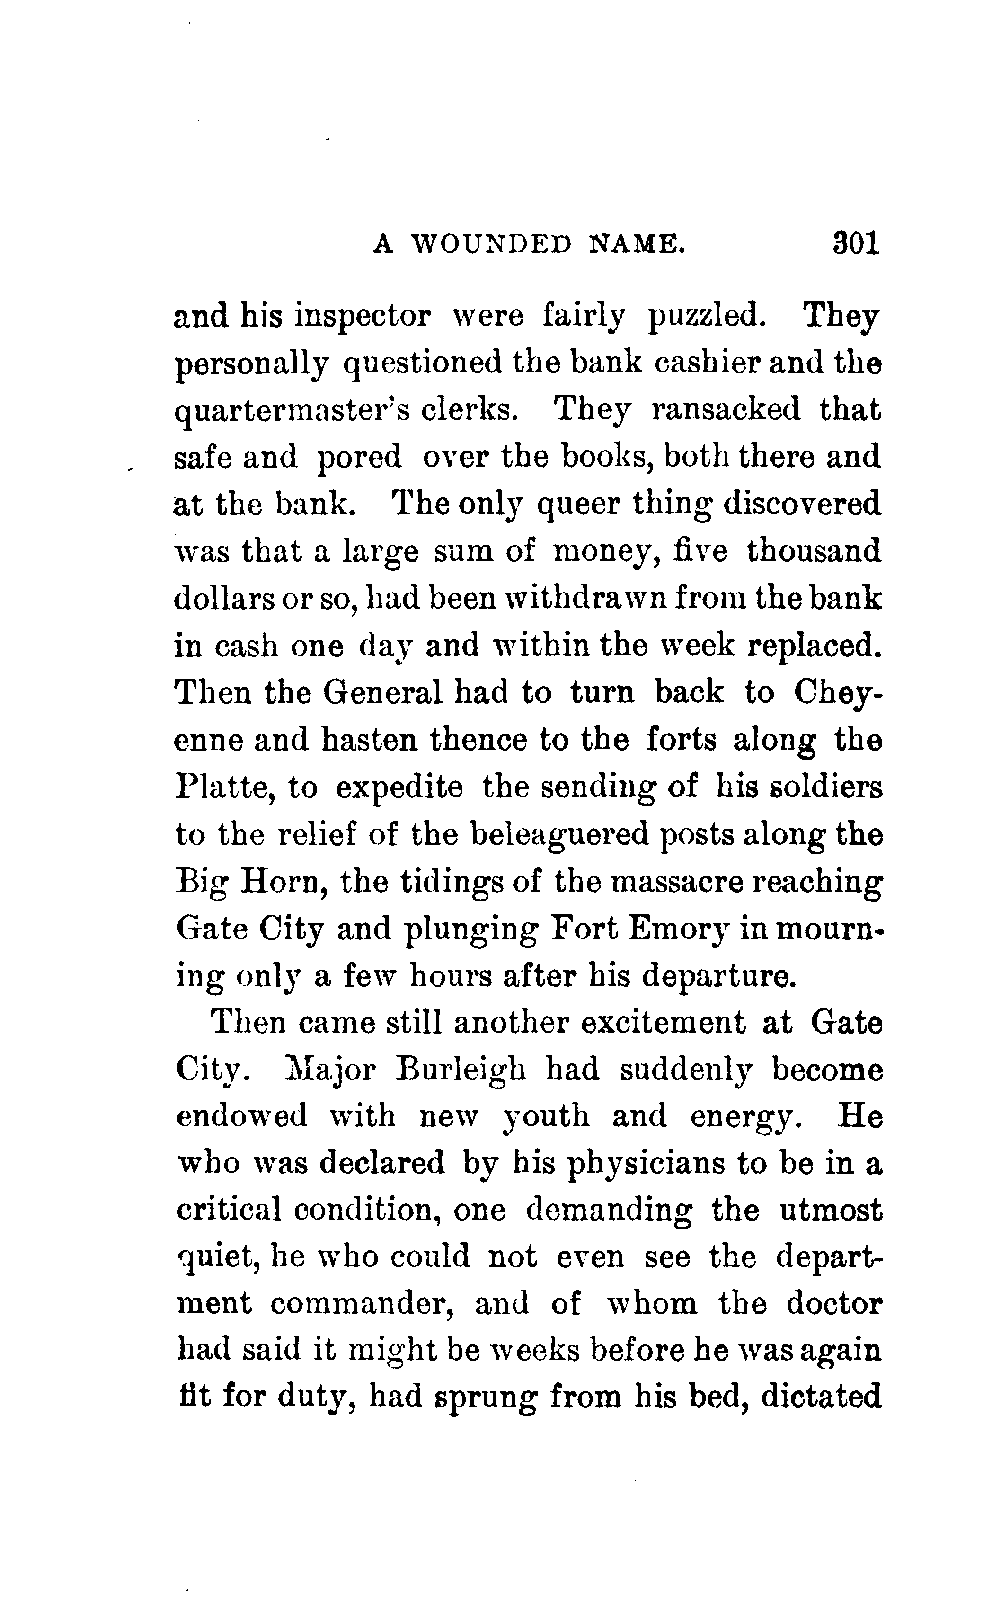 A WOUNDED NAME. 301
and his inspector were fairly puzzled. They
personally questioned the bank cashier and the
quartermaster's clerks. They ransacked that
safe and pored over the books, both there and
at the bank. The only queer thing discovered
was that a large sum of money, five thousand
dollars or so, had been withdrawn from the bank
in cash one day and within the week replaced.
Then the General had to turn back to Chey-
enne and hasten thence to the forts along the
Platte, to expedite the sending of his soldiers
to the relief of the beleaguered posts along the
Big Horn, the tidings of the massacre reaching
Gate City and plunging Fort Emory in mourn-
ing only a few hours after his departure.
Then came still another excitement at Gate
City. Major Burleigh had suddenly become
endowed with new youth and energy. He
who was declared by his physicians to be in a
critical condition, one demanding the utmost
quiet, he who could not even see the depart-
ment commander, and of whom the doctor
had said it might be weeks before he was again
fit for duty, had sprung from his bed, dictated